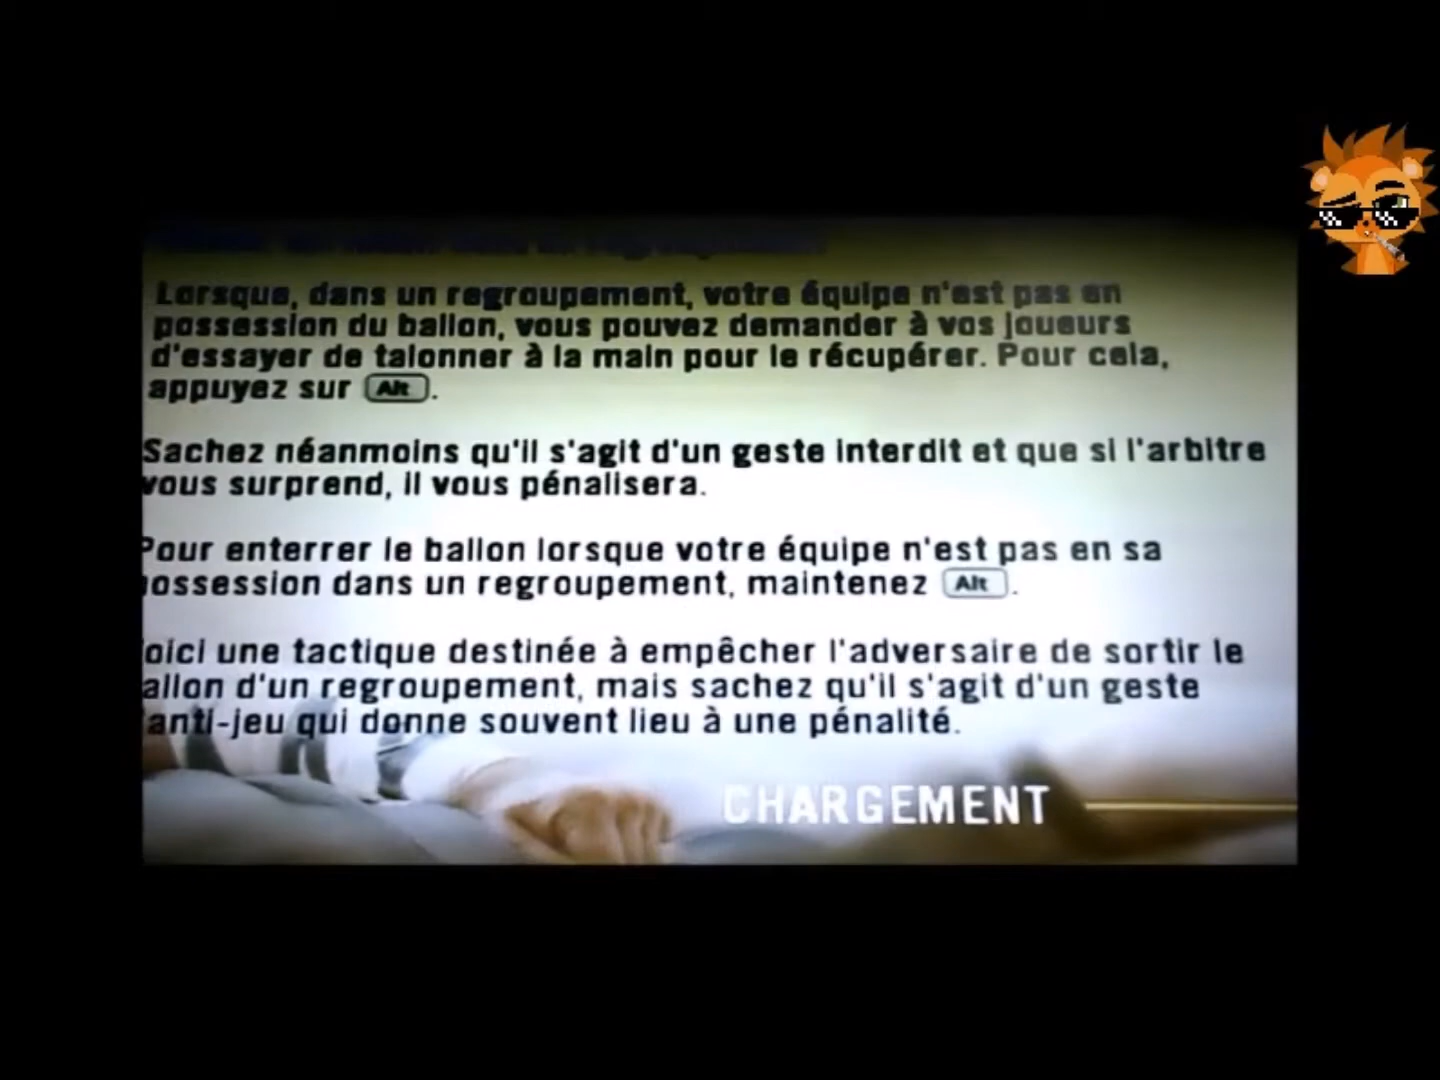 Lorsque, dans un regroupement, votre équipe n'est pas en
possession du ballon, vous pouvez demander à vos joueurs
d'essayer de talonner à la main pour le récupérer. Pour cela,
appuyez sur Alt.
Sachez néanmoins qu'il s'agit d'un geste interdit et que si l'arbitre
vous surprend, il vous pénalisera.
Pour enterrer le ballon lorsque votre équipe n'est pas en sa
ossession dans un regroupement, maintenez Alt.
oici une tactique destinée à empêcher l'adversaire de sortir le
allon d'un regroupement, mais sachez qu'il s'agit d'un geste
'anti-jeu qui donne souvent lieu à une pénalité.
CHARGEMENT